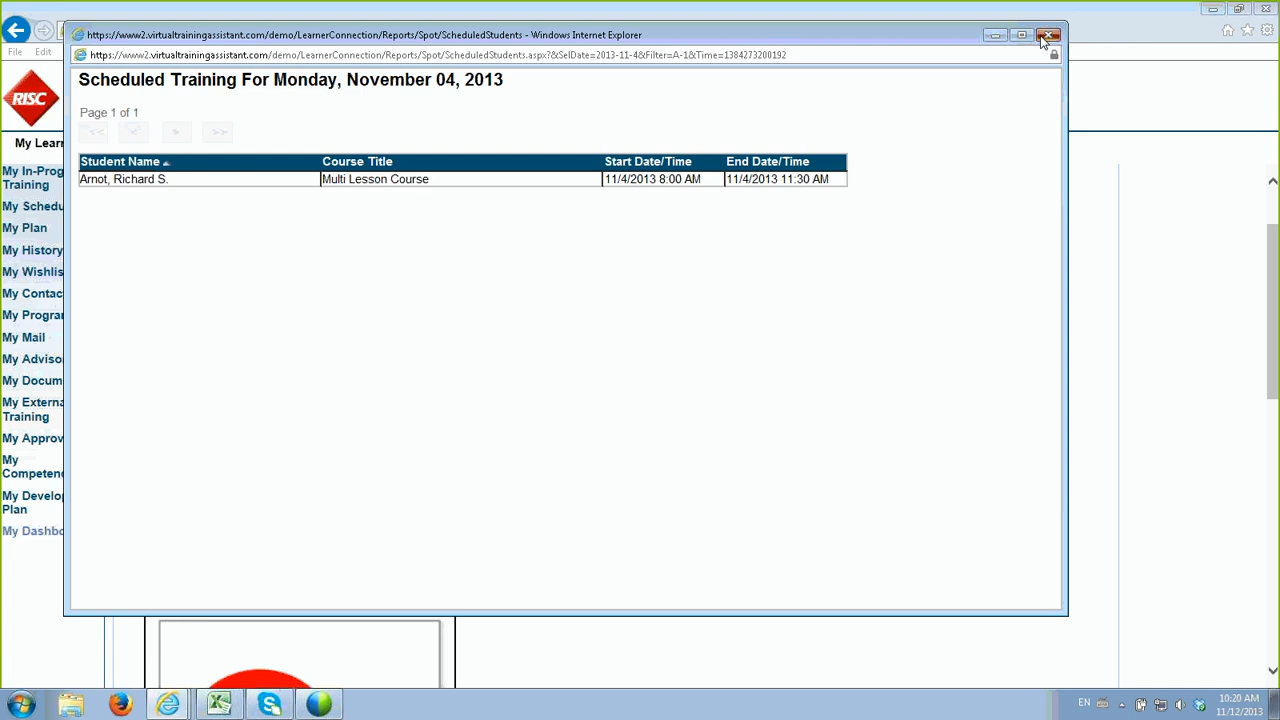 https://www2.virtualtrainingassistant.com/demo/LearnerConnection/Reports/Spot/ScheduledStudents - Windows Internet Explorer
File Edit
https://www2.virtualtrainingassistant.com/demo/LearnerConnection/Reports/Spot/ScheduledStudents.aspx?&SelDate=2013-11-4&Filter=A-1&Time=1384273200192
Scheduled Training For Monday, November 04, 2013
RISC
Page 1 of 1
<< < > >>
My Lear
Student Name Course Title Start Date/Time End Date/Time
Arnot, Richard S. Multi Lesson Course 11/4/2013 8:00 AM 11/4/2013 11:30 AM
My In-Prog
Training
My Schedu
My Plan
My History
My Wishlis
My Contac
My Progra
My Mail
My Adviso
My Docum
My Externa
Training
My Approv
My
Competen
My Develo
Plan
My Dashbo
EN
10:20 AM
11/12/2013